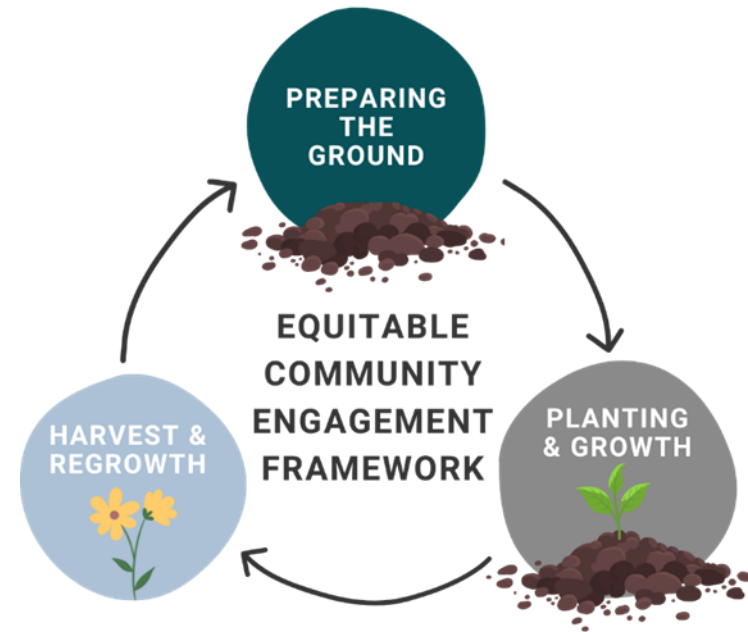 PREPARING
THE
GROUND
EQUITABLE
COMMUNITY
ENGAGEMENT
FRAMEWORK
PLANTING
& GROWTH
HARVEST &
REGROWTH